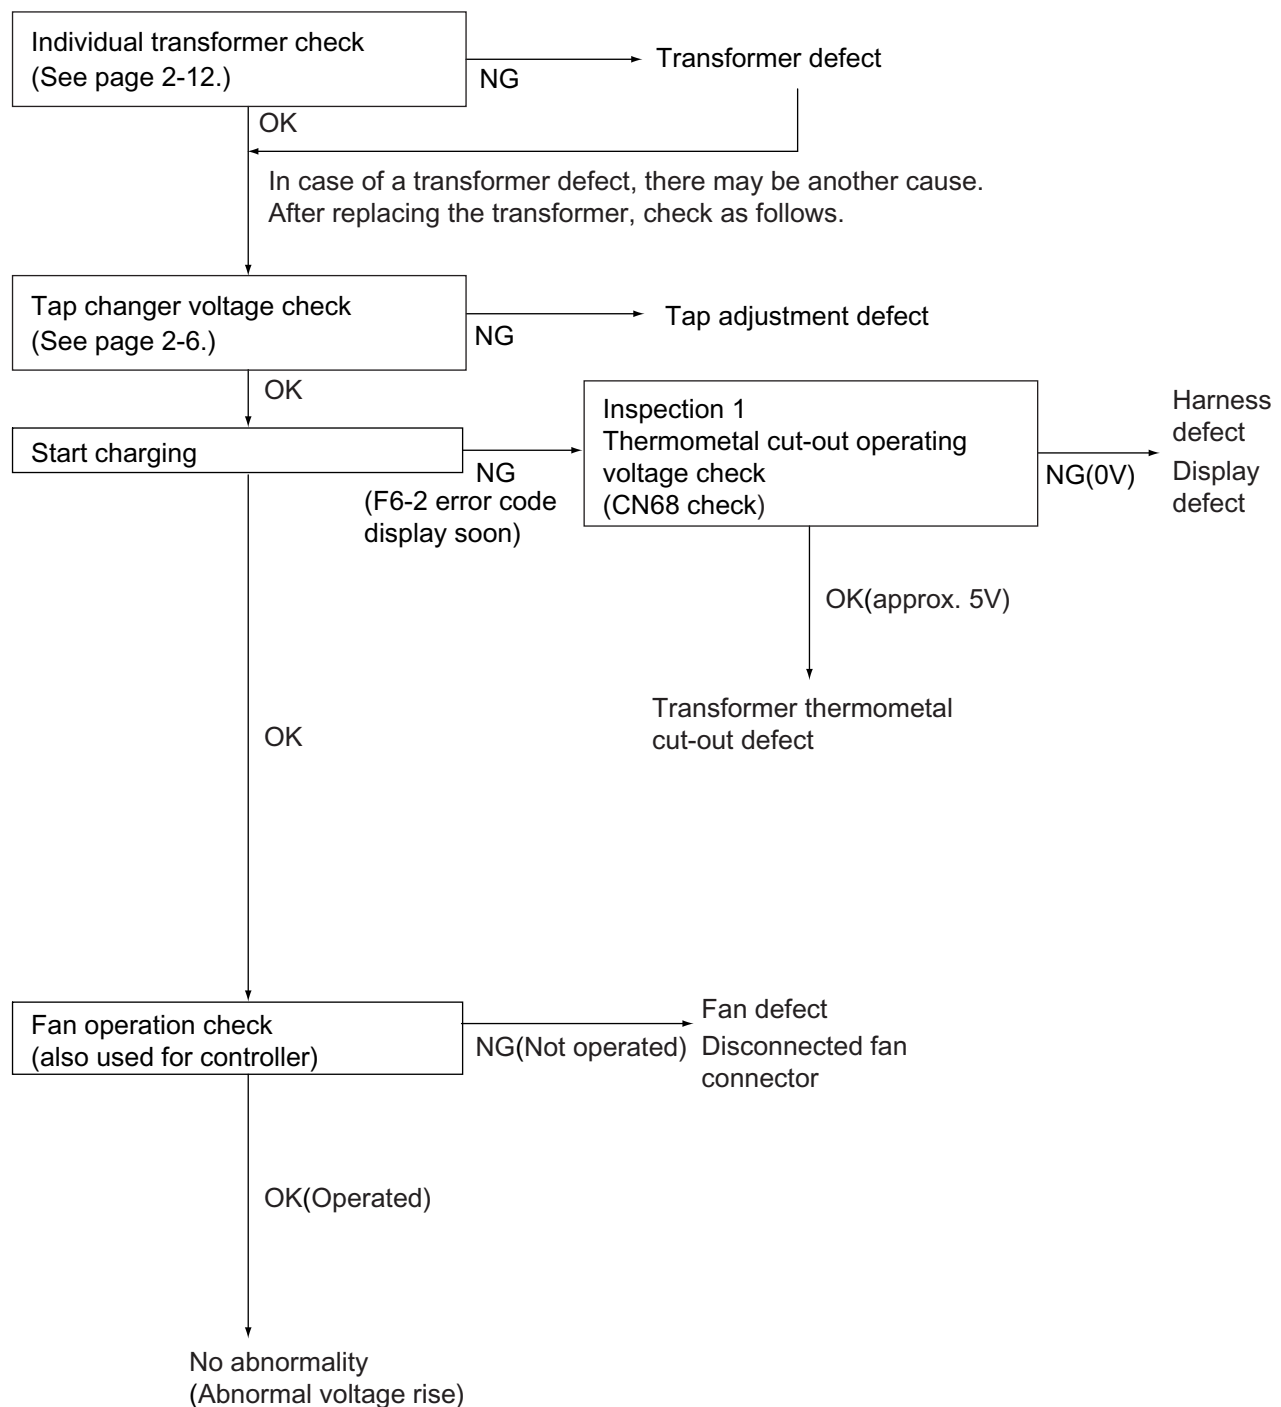 Individual transformer check
(See page 2-12.)
NG
Transformer defect
OK
In case of a transformer defect, there may be another cause.
After replacing the transformer, check as follows.
Tap changer voltage check
(See page 2-6.)
NG
Tap adjustment defect
OK
Start charging
NG
(F6-2 error code
display soon)
Inspection 1
Thermometal cut-out operating
voltage check
(CN68 check)
NG(0V)
Harness
defect
Display
defect
OK(approx. 5V)
Transformer thermometal
cut-out defect
OK
Fan operation check
(also used for controller)
NG(Not operated)
Fan defect
Disconnected fan
connector
OK(Operated)
No abnormality
(Abnormal voltage rise)